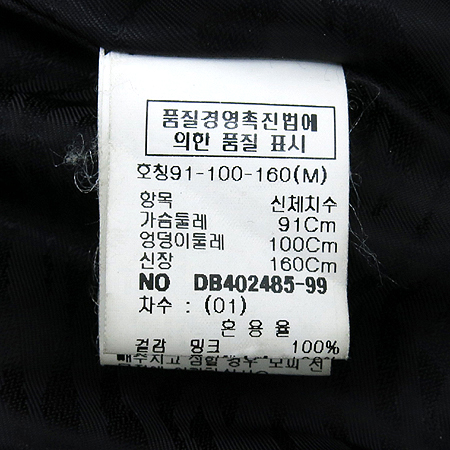 품질경영촉진법에
의한 품질 표시
호칭91-100-160(M)
항목 신체치수
가슴둘레 91Cm
엉덩이둘레 100Cm
신장 160Cm
NO DB402485-99
차수 : (01)
혼 용 율
겉감 밍크 100%